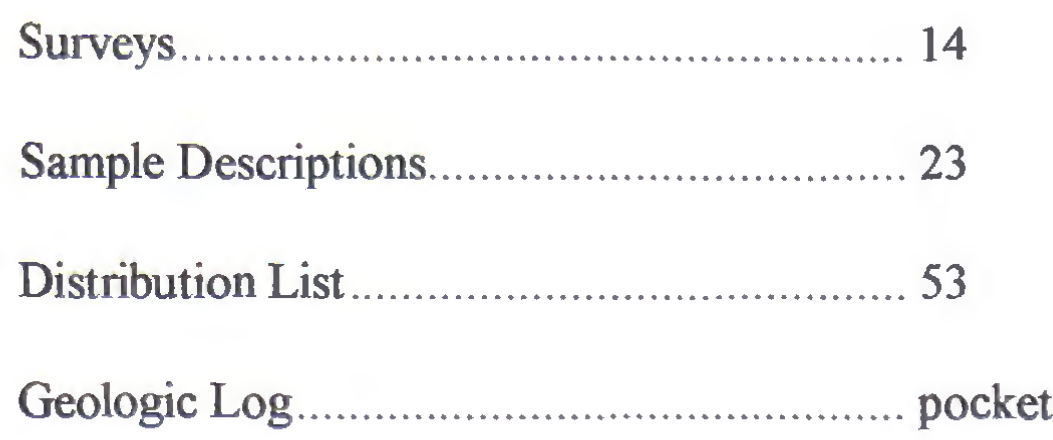 Surveys.......................................................... 14
Sample Descriptions...................................... 23
Distribution List............................................. 53
Geologic Log................................................. pocket